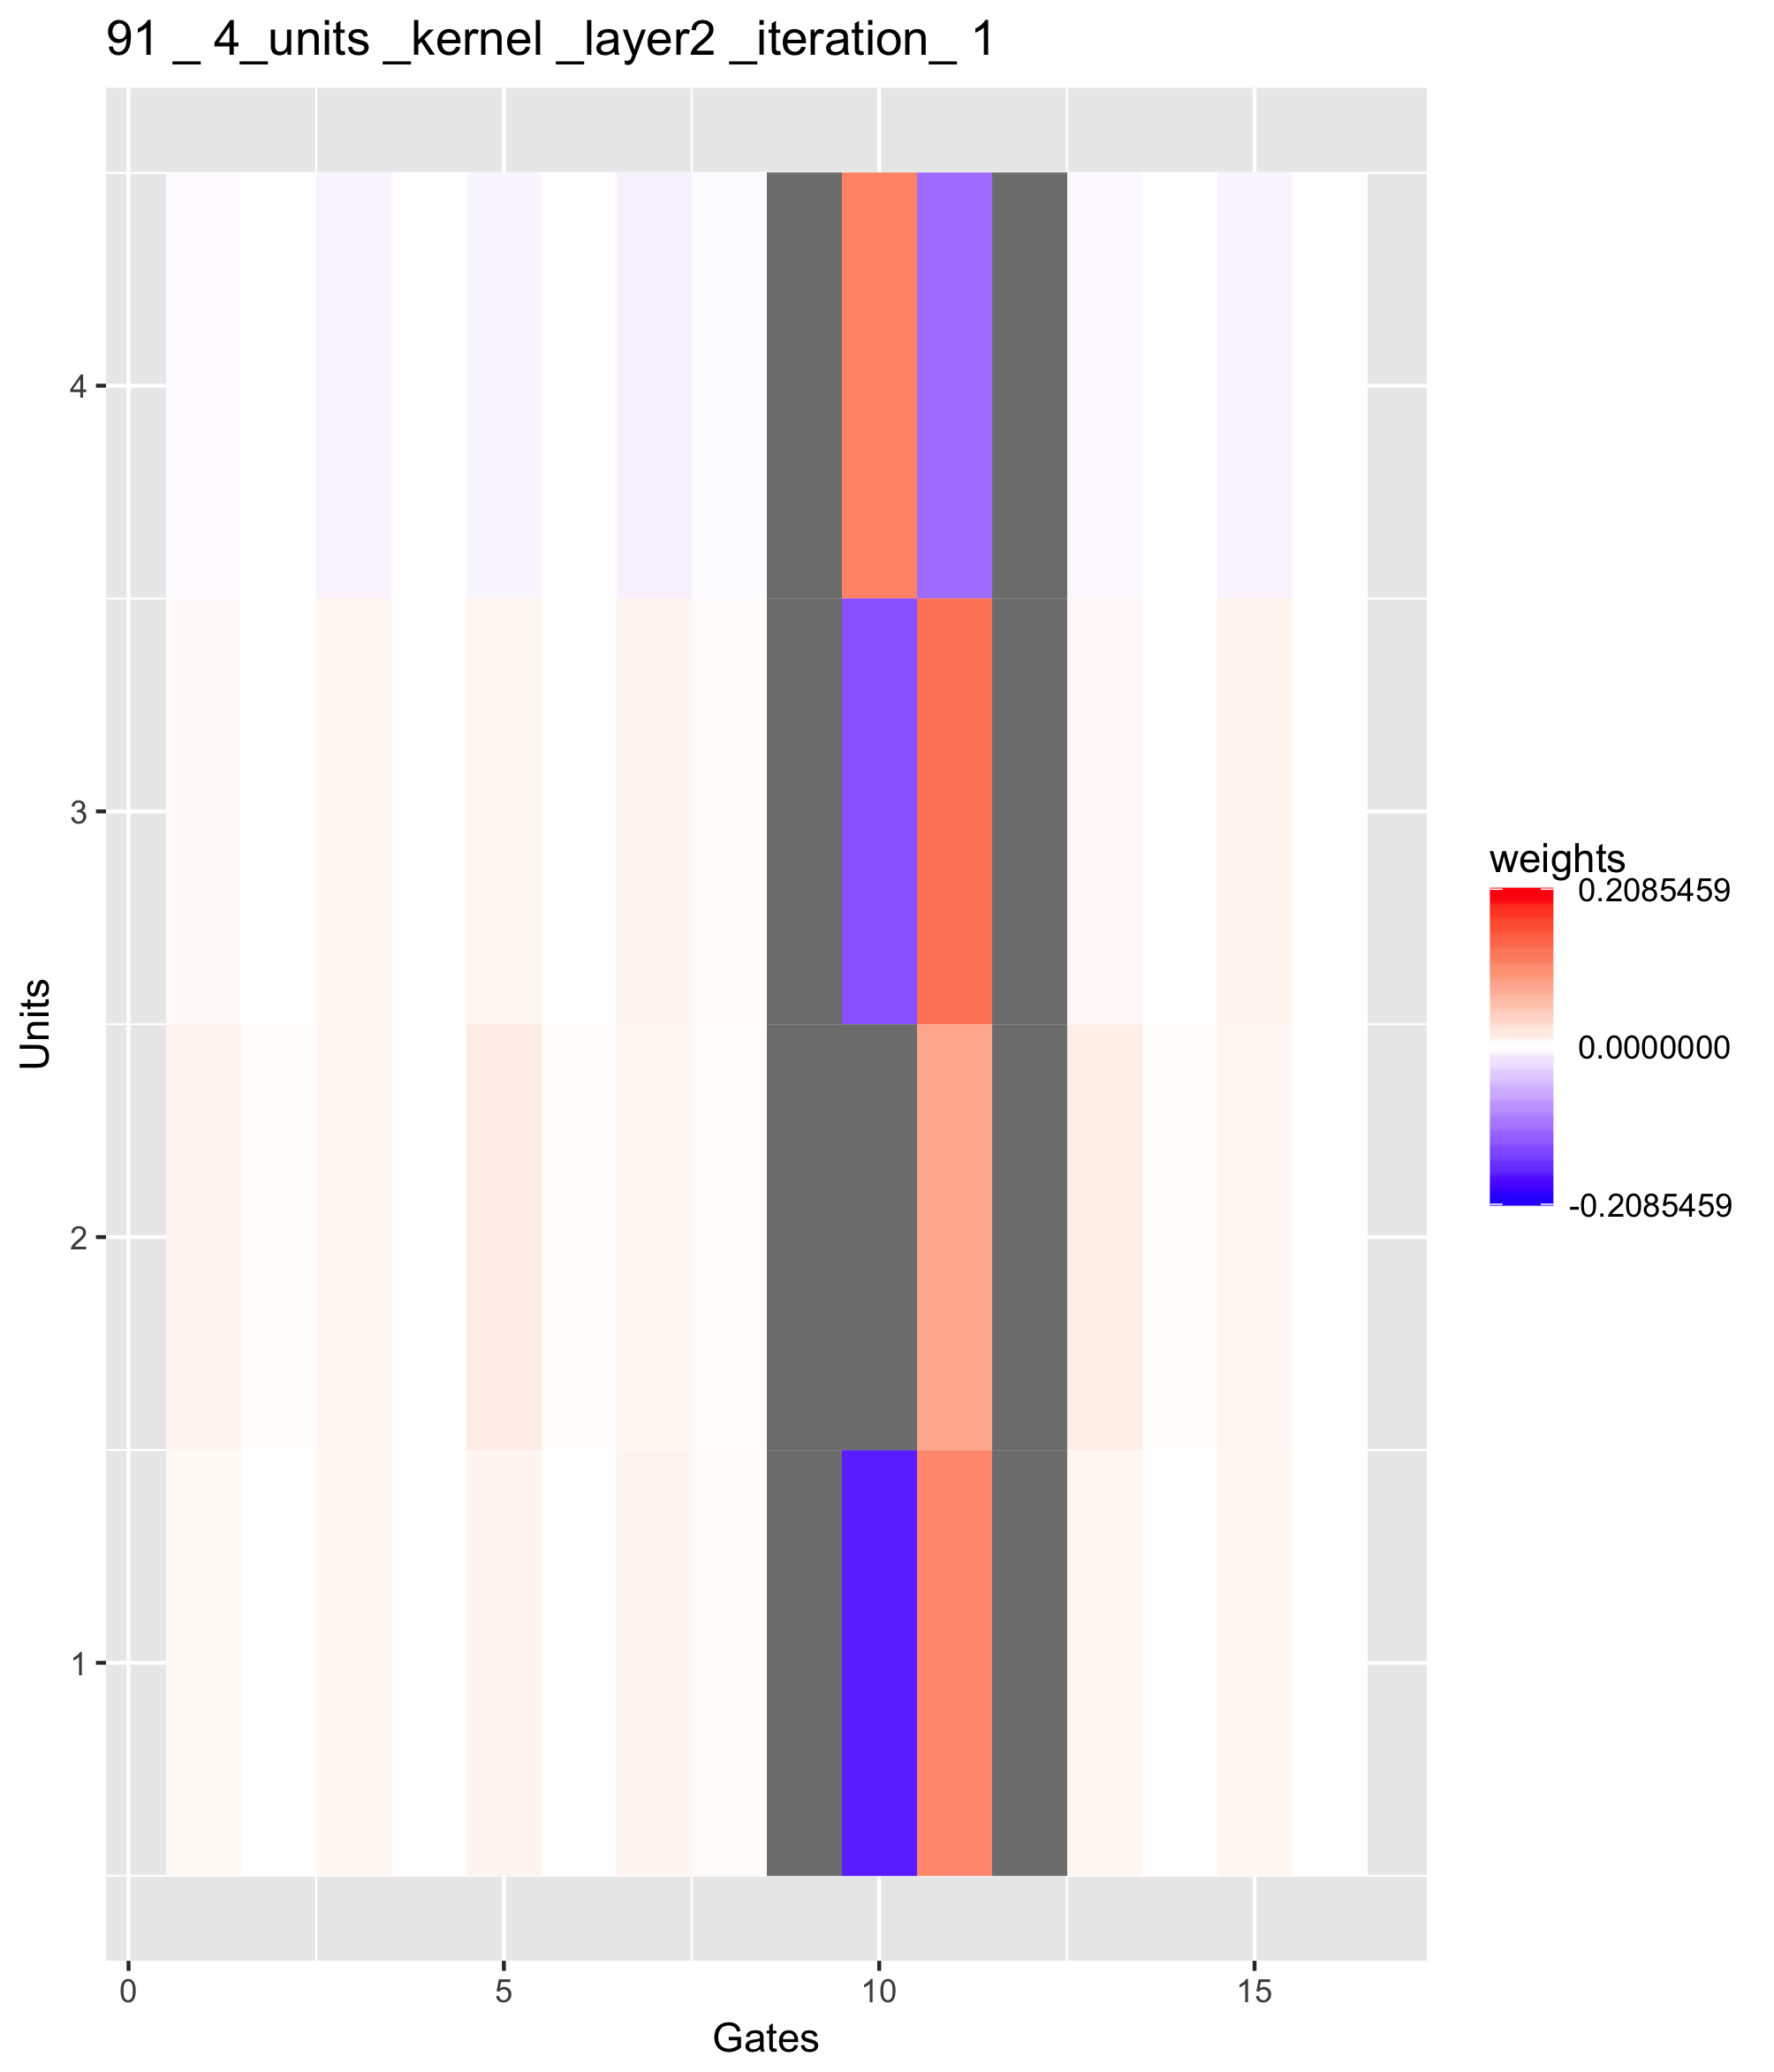 91 _ 4_units _kernel _layer2 _iteration_ 1
4
3
2
1
Units
0 5 10 15
Gates
weights
0.2085459
0.0000000
-0.2085459